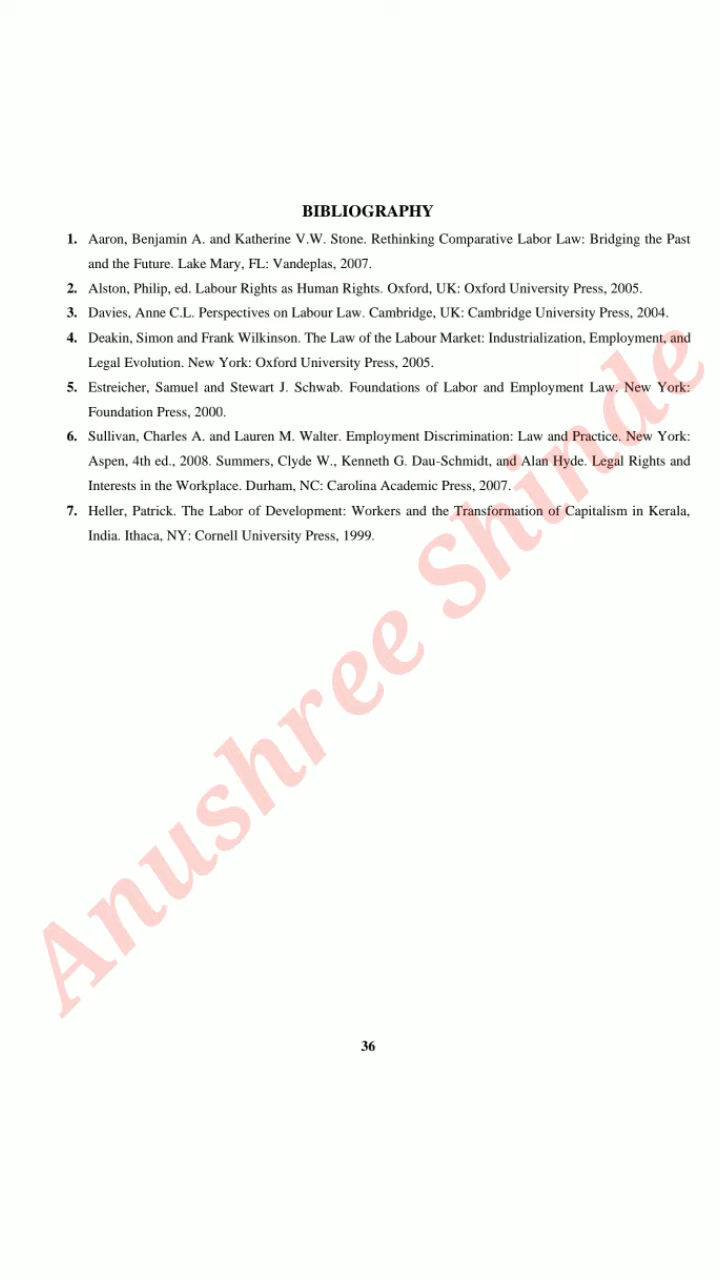 BIBLIOGRAPHY
1. Aaron, Benjamin A. and Katherine V.W. Stone. Rethinking Comparative Labor Law: Bridging the Past
and the Future. Lake Mary, FL: Vandeplas, 2007.
2. Alston, Philip, ed. Labour Rights as Human Rights. Oxford, UK: Oxford University Press, 2005.
3. Davies, Anne C.L. Perspectives on Labour Law. Cambridge, UK: Cambridge University Press, 2004.
4. Deakin, Simon and Frank Wilkinson. The Law of the Labour Market: Industrialization, Employment, and
Legal Evolution. New York: Oxford University Press, 2005.
5. Estreicher, Samuel and Stewart J. Schwab. Foundations of Labor and Employment Law. New York:
Foundation Press, 2000.
6. Sullivan, Charles A. and Lauren M. Walter. Employment Discrimination: Law and Practice. New York:
Aspen, 4th ed., 2008. Summers, Clyde W., Kenneth G. Dau-Schmidt, and Alan Hyde. Legal Rights and
Interests in the Workplace. Durham, NC: Carolina Academic Press, 2007.
7. Heller, Patrick. The Labor of Development: Workers and the Transformation of Capitalism in Kerala,
India. Ithaca, NY: Cornell University Press, 1999.
Anushree Shinde
36